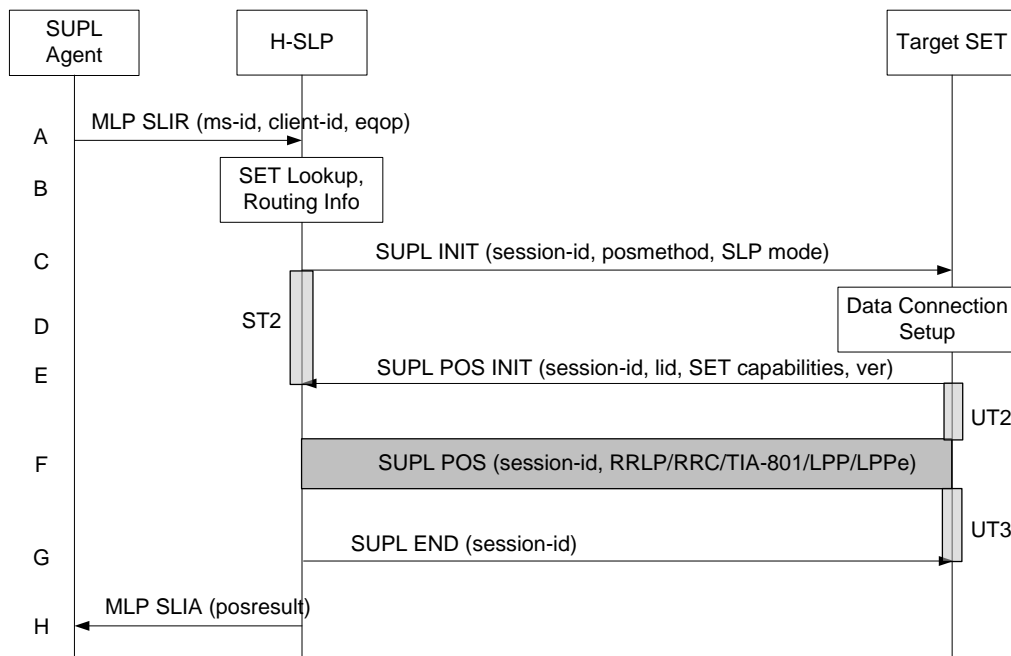 SUPL
Agent
H-SLP
Target SET
A
MLP SLIR (ms-id, client-id, eqop)
B
SET Lookup,
Routing Info
C
SUPL INIT (session-id, posmethod, SLP mode)
ST2
D
Data Connection
Setup
E
SUPL POS INIT (session-id, lid, SET capabilities, ver)
UT2
F
SUPL POS (session-id, RRLP/RRC/TIA-801/LPP/LPPe)
UT3
G
SUPL END (session-id)
H
MLP SLIA (posresult)